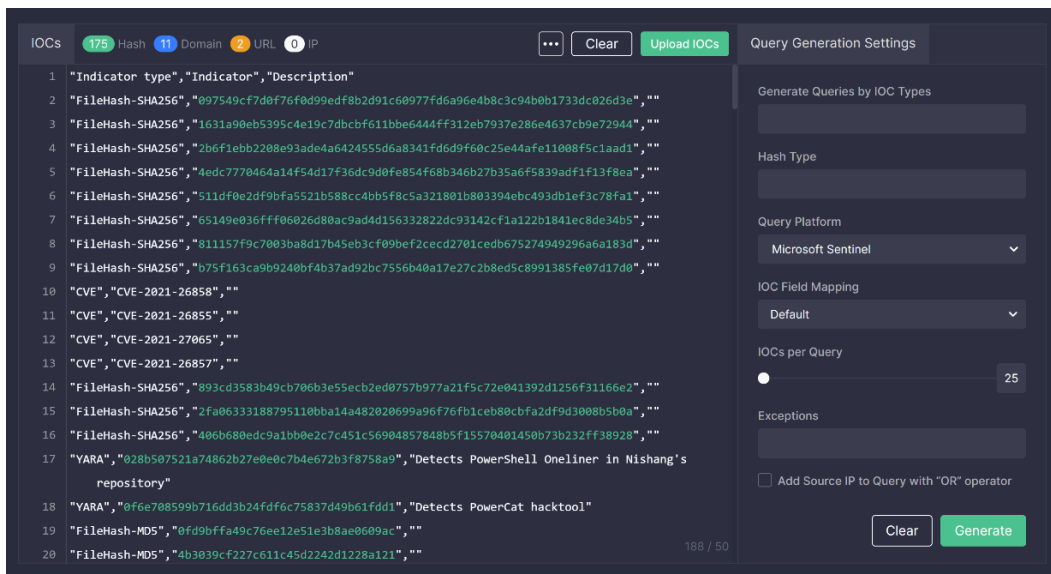 IOCs 175 Hash 11 Domain 2 URL 0 IP ••• Clear Upload IOCs
1 "Indicator type","Indicator","Description"
2 "FileHash-SHA256","097549cf7d0f76f0d99edf8b2d91c60977fd6a96e4b8c3c94b0b1733dc026d3e",""
3 "FileHash-SHA256","1631a90eb5395c4e19c7dbcbf611bbe6444ff312eb7937e286e4637cb9e72944",""
4 "FileHash-SHA256","2b6f1ebb2208e93ade4a6424555d6a8341fd6d9f60c25e44afe11008f5c1aad1",""
5 "FileHash-SHA256","4edc7770464a14f54d17f36dc9d0fe854f68b346b27b35a6f5839adf1f13f8ea",""
6 "FileHash-SHA256","511df0e2df9bfa5521b588cc4bb5f8c5a321801b803394ebc493db1ef3c78fa1",""
7 "FileHash-SHA256","65149e036fff06026d80ac9ad4d156332822dc93142cf1a122b1841ec8de34b5",""
8 "FileHash-SHA256","811157f9c7003ba8d17b45eb3cf09bef2cecd2701cedb675274949296a6a183d",""
9 "FileHash-SHA256","b75f163ca9b9240bf4b37ad92bc7556b40a17e27c2b8ed5c8991385fe07d17d0",""
10 "CVE","CVE-2021-26858",""
11 "CVE","CVE-2021-26855",""
12 "CVE","CVE-2021-27065",""
13 "CVE","CVE-2021-26857",""
14 "FileHash-SHA256","893cd3583b49cb706b3e55ecb2ed0757b977a21f5c72e041392d1256f31166e2",""
15 "FileHash-SHA256","2fa06333188795110bba14a482020699a96f76fb1ceb80cbfa2df9d3008b5b0a",""
16 "FileHash-SHA256","406b680edc9a1bb0e2c7c451c56904857848b5f15570401450b73b232ff38928",""
17 "YARA","028b507521a74862b27e0e0c7b4e672b3f8758a9","Detects PowerShell Oneliner in Nishang's
repository"
18 "YARA","0f6e708599b716dd3b24fdf6c75837d49b61fdd1","Detects PowerCat hacktool"
19 "FileHash-MD5","0fd9bffa49c76ee12e51e3b8ae0609ac",""
20 "FileHash-MD5","4b3039cf227c611c45d2242d1228a121",""
188 / 50
Query Generation Settings
Generate Queries by IOC Types
Hash Type
Query Platform
Microsoft Sentinel
IOC Field Mapping
Default
IOCs per Query
25
Exceptions
Add Source IP to Query with "OR" operator
Clear Generate